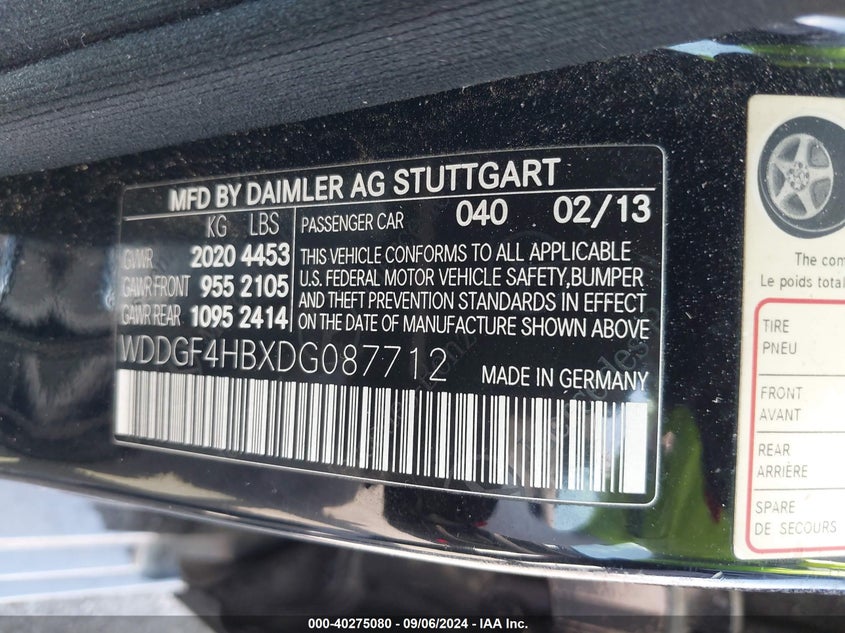 MFD BY DAIMLER AG STUTTGART
KG LBS PASSENGER CAR 040 02/13
GVWR 2020 4453
GAWR FRONT 955 2105
GAWR REAR 1095 2414
THIS VEHICLE CONFORMS TO ALL APPLICABLE
U.S. FEDERAL MOTOR VEHICLE SAFETY,BUMPER
AND THEFT PREVENTION STANDARDS IN EFFECT
ON THE DATE OF MANUFACTURE SHOWN ABOVE
WDDGF4HBXDG087712
MADE IN GERMANY
The com
Le poids total
TIRE
PNEU
FRONT
AVANT
REAR
ARRIÈRE
SPARE
DE SECOURS
000-40275080 - 09/06/2024 - IAA Inc.